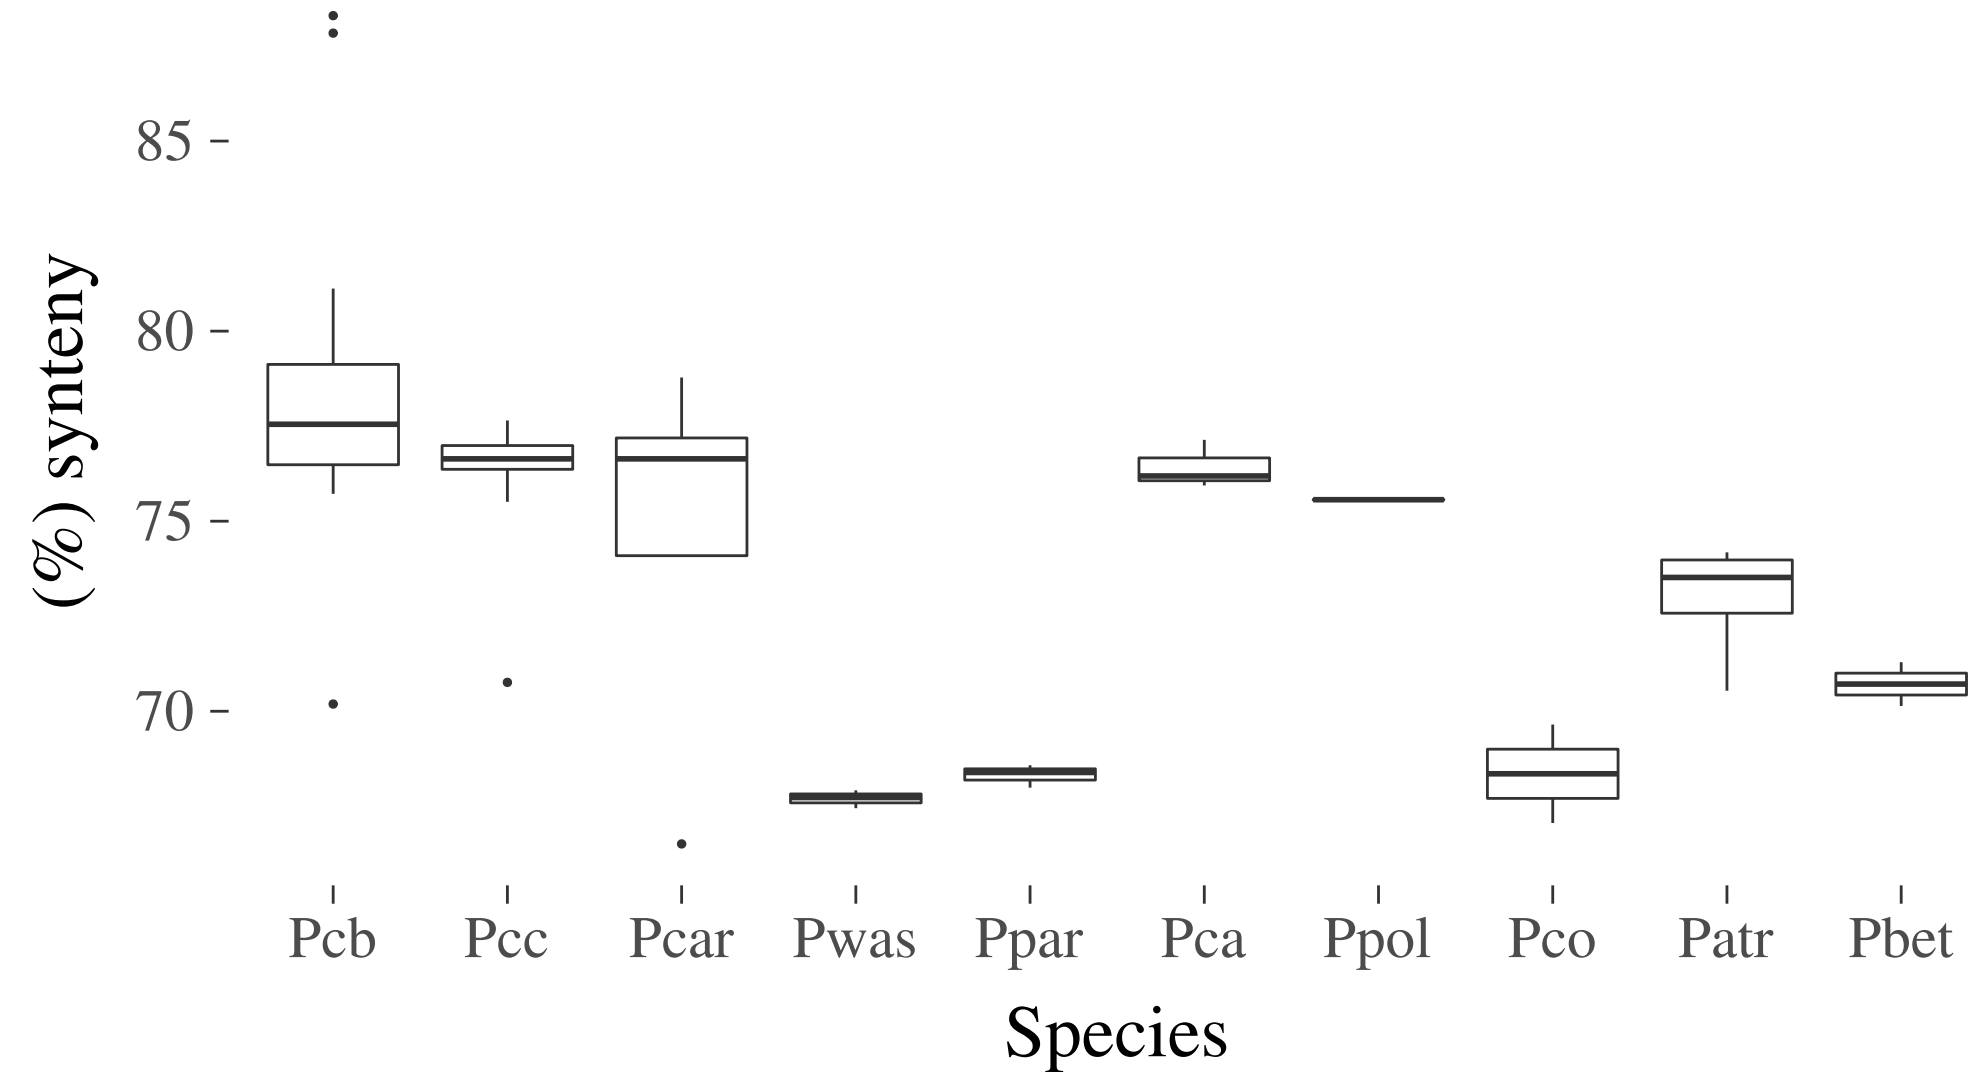 (%) synteny
85
80
75
70
Pcb Pcc Pcar Pwas Ppar Pca Ppol Pco Patr Pbet
Species